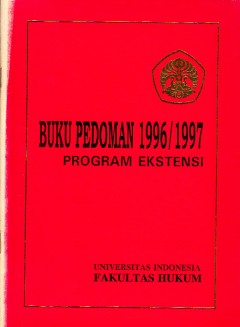 BUKU PEDOMAN 1996/1997
PROGRAM EKSTENSI
UNIVERSITAS INDONESIA
FAKULTAS HUKUM